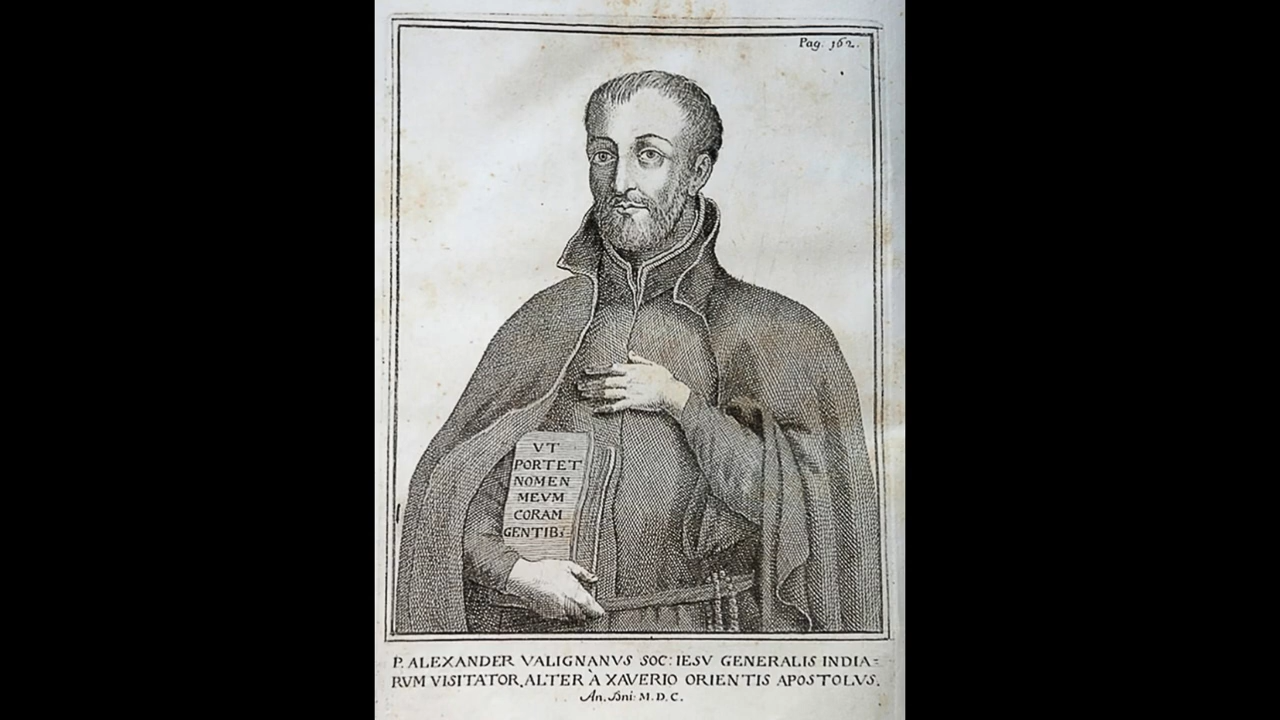 Pag. 162.
VT
PORTET
NOMEN
MEVM
CORAM
GENTIB;
P. ALEXANDER VALIGNANVS SOC: IESV GENERALIS INDIA=
RVM VISITATOR, ALTER À XAVERIO ORIENTIS APOSTOLVS.
An. Dni: M.D.C.